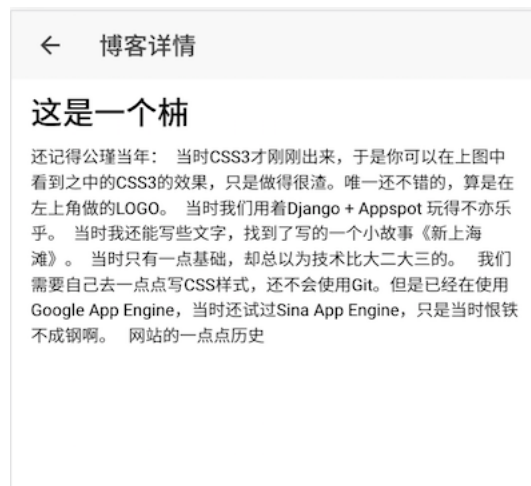 博客详情
这是一个柟
还记得公瑾当年： 当时CSS3才刚刚出来，于是你可以在上图中
看到之中的CSS3的效果，只是做得很渣。唯一还不错的，算是在
左上角做的LOGO。 当时我们用着Django + Appspot 玩得不亦乐
乎。 当时我还能写些文字，找到了写的一个小故事《新上海
滩》。 当时只有一点基础，却总以为技术比大二大三的。 我们
需要自己去一点点写CSS样式，还不会使用Git。但是已经在使用
Google App Engine，当时还试过Sina App Engine，只是当时恨铁
不成钢啊。 网站的一点点历史